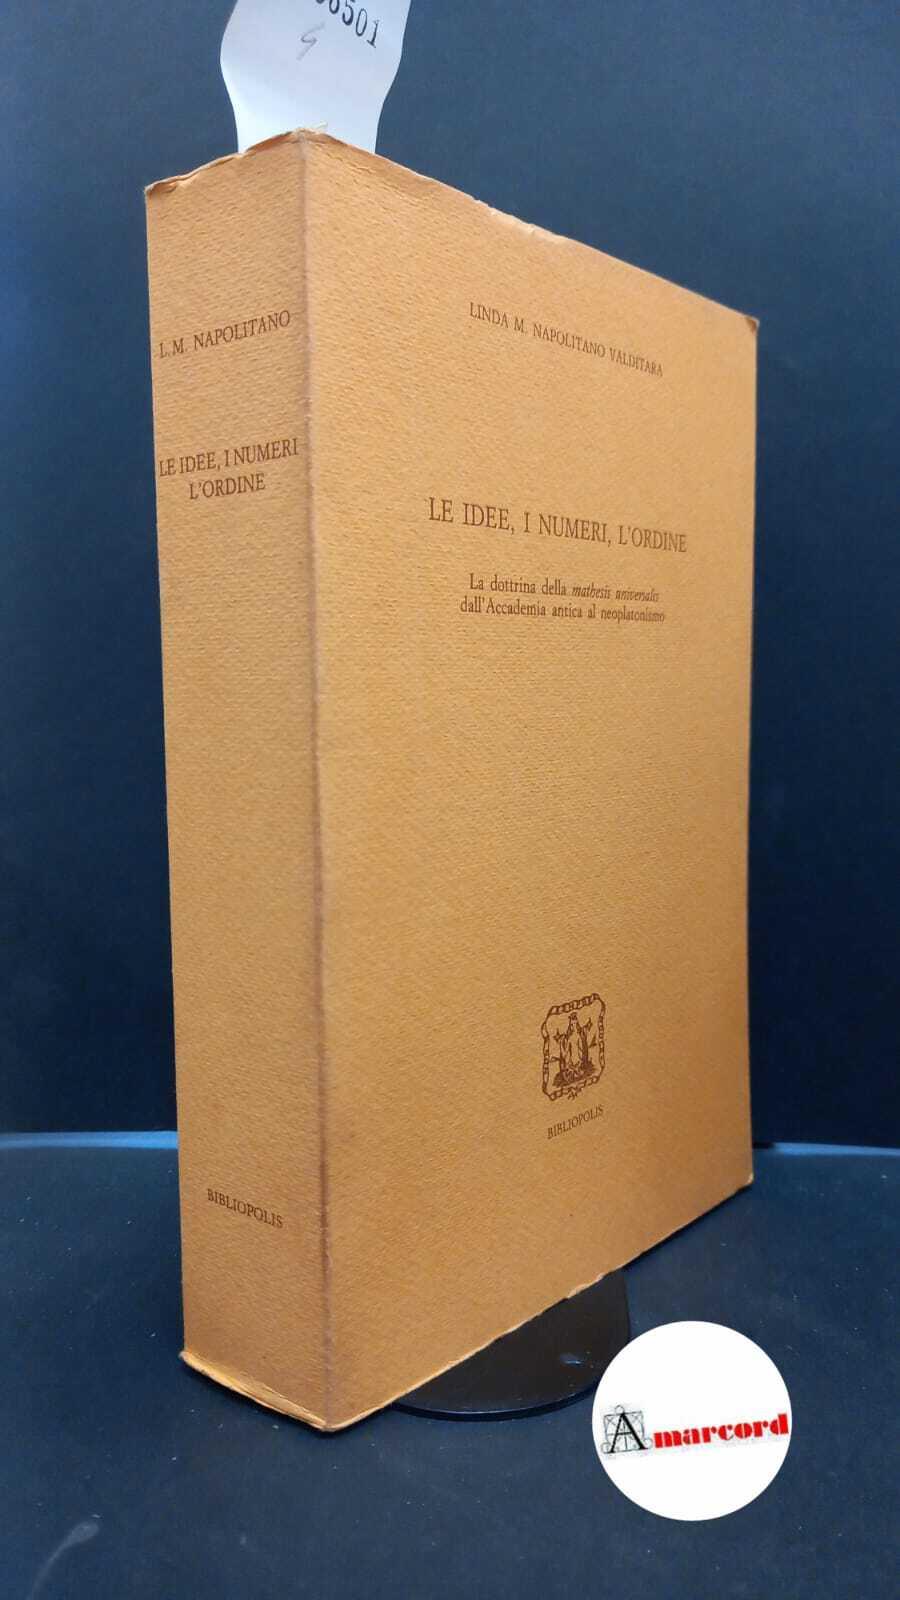 L. M. NAPOLITANO
LE IDEE, I NUMERI
L'ORDINE
BIBLIOPOLIS
LINDA M. NAPOLITANO VALDITARA
LE IDEE, I NUMERI, L'ORDINE
La dottrina della mathesis universalis
dall'Accademia antica al neoplatonismo
BIBLIOPOLIS
Amarcord